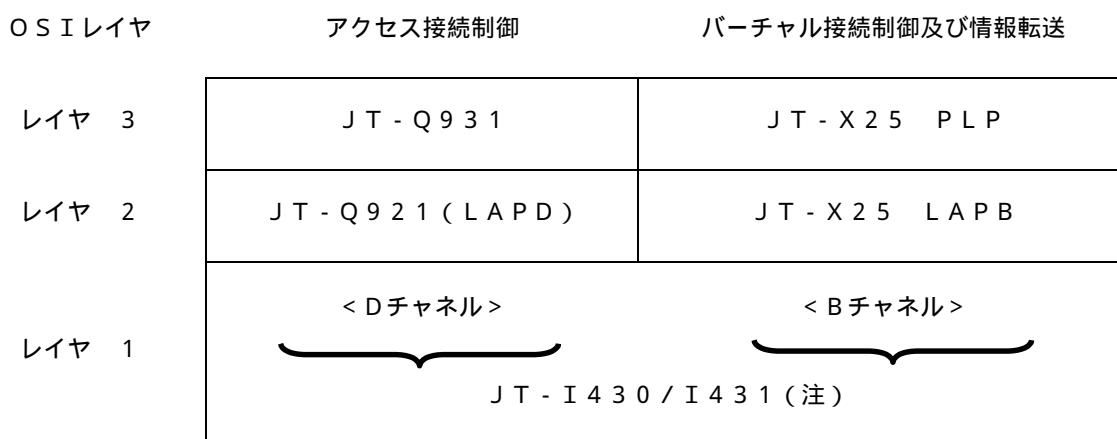 ＯＳＩレイヤ アクセス接続制御 バーチャル接続制御及び情報転送
レイヤ 3 ＪＴ-Ｑ931 ＪＴ-Ｘ25 ＰＬＰ
レイヤ 2 ＪＴ-Ｑ921(ＬＡＰＤ) ＪＴ-Ｘ25 ＬＡＰＢ
<Dチャネル> <Bチャネル>
レイヤ 1
ＪＴ-Ｉ430/Ｉ431(注)